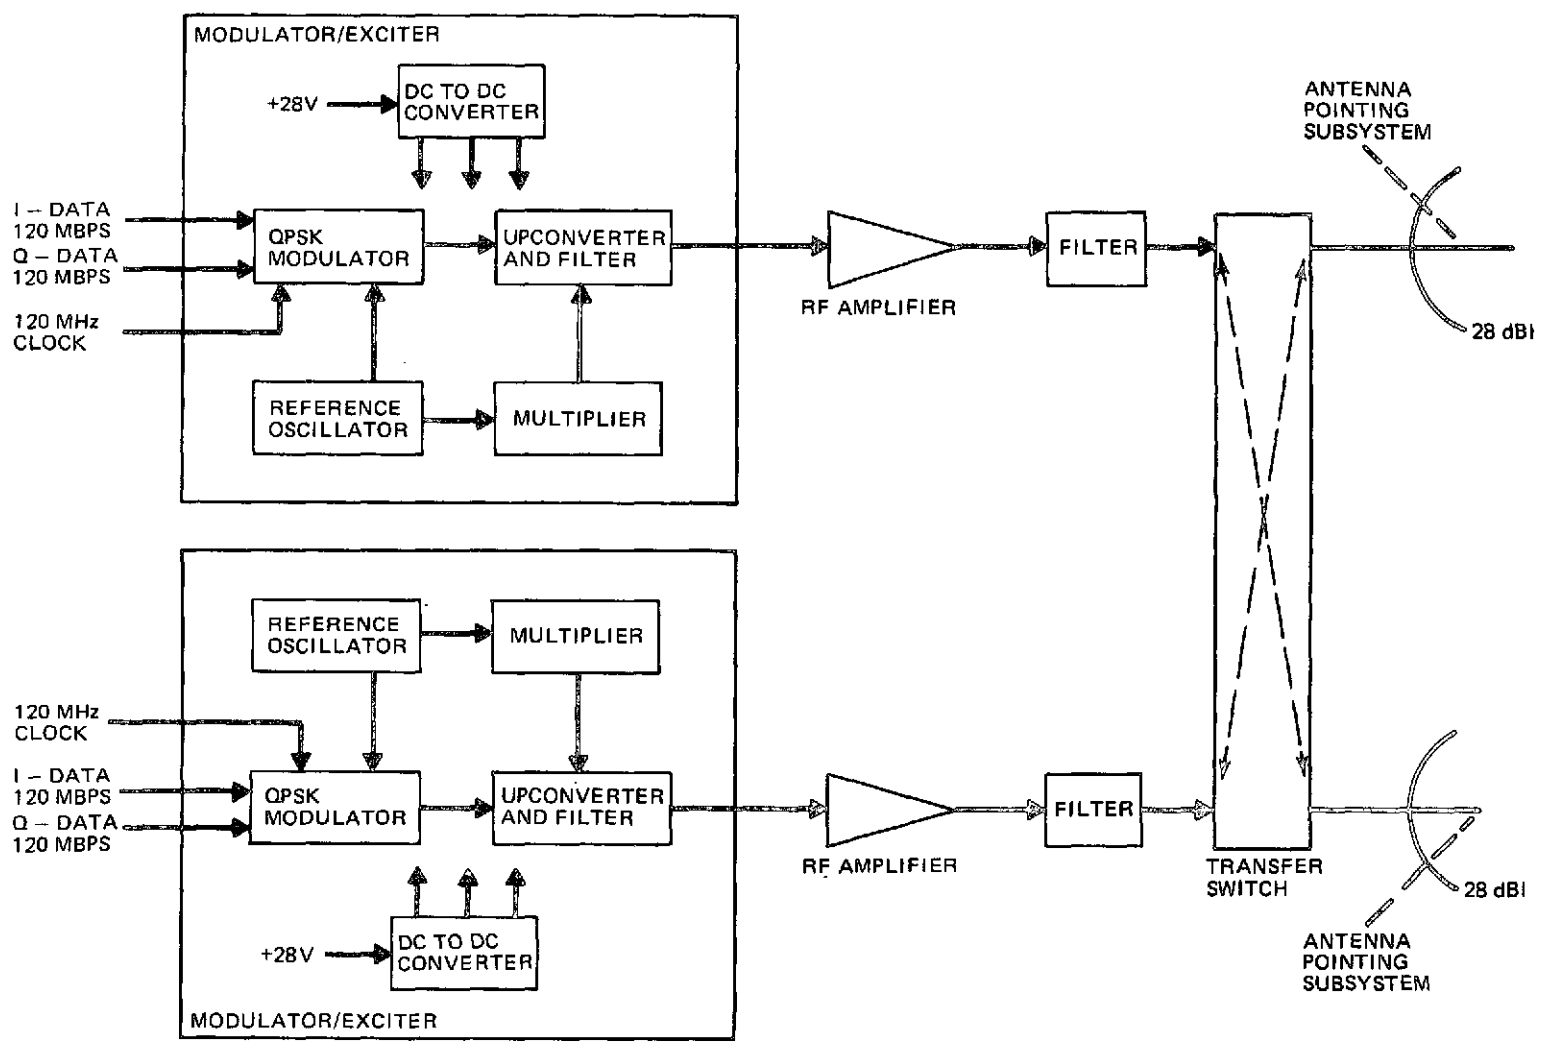 MODULATOR/EXCITER
+28V
DC TO DC
CONVERTER
I – DATA
120 MBPS
Q – DATA
120 MBPS
120 MHz
CLOCK
QPSK
MODULATOR
UPCONVERTER
AND FILTER
REFERENCE
OSCILLATOR
MULTIPLIER
RF AMPLIFIER
FILTER
ANTENNA
POINTING
SUBSYSTEM
28 dBI
REFERENCE
OSCILLATOR
MULTIPLIER
120 MHz
CLOCK
I – DATA
120 MBPS
Q – DATA
120 MBPS
QPSK
MODULATOR
UPCONVERTER
AND FILTER
+28V
DC TO DC
CONVERTER
MODULATOR/EXCITER
RF AMPLIFIER
FILTER
TRANSFER
SWITCH
28 dBI
ANTENNA
POINTING
SUBSYSTEM